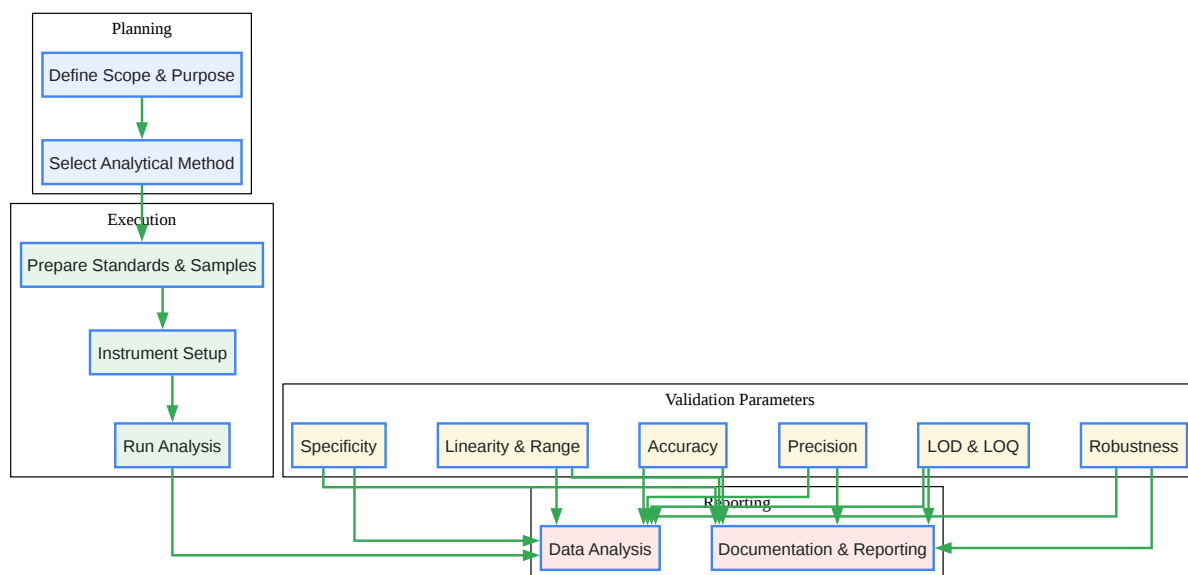 Planning
Define Scope & Purpose
Select Analytical Method
Execution
Prepare Standards & Samples
Instrument Setup
Run Analysis
Validation Parameters
Specificity
Linearity & Range
Accuracy
Precision
LOD & LOQ
Robustness
Reporting
Data Analysis
Documentation & Reporting